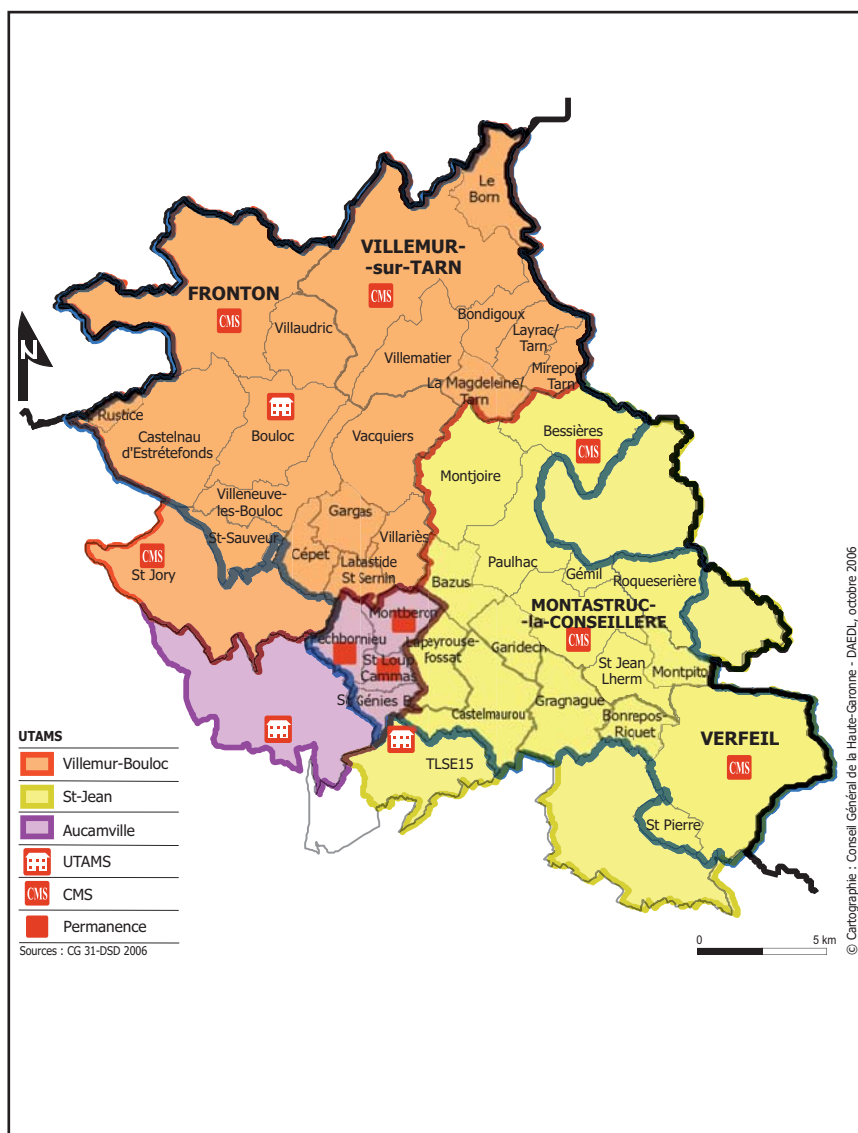 Le
Born
VILLEMUR-
-sur-TARN
CMS
FRONTON
CMS
Villaudric
Bondigoux
Layrac/
Tarn
Villematier
Mirepoix
Tarn
La Magdeleine/
Tarn
N
Rustice
Castelnau
d'Estrétefonds
Bouloc
Vacquiers
Bessières
CMS
Montjoire
Villeneuve-
les-Bouloc
Gargas
St-Sauveur
Villariès
Cépet
Labastide
St Sernin
CMS
St Jory
Paulhac
Bazus
Gémil
Roqueserière
MONTASTRUC-
-la-CONSEILLÈRE
CMS
Montberon
Pechbonnieu
Lapeyrouse-
fossat
Garidech
St Loup
Cammas
St Jean
Lherm
Montpito
St Génies B
Gragnague
Castelmaurou
Bonrepos-
Riquet
VERFEIL
CMS
TLSE15
St Pierre
UTAMS
Villemur-Bouloc
St-Jean
Aucamville
UTAMS
CMS CMS
Permanence
Sources : CG 31-DSD 2006
0 5 km
© Cartographie : Conseil Général de la Haute-Garonne - DAEDL, octobre 2006